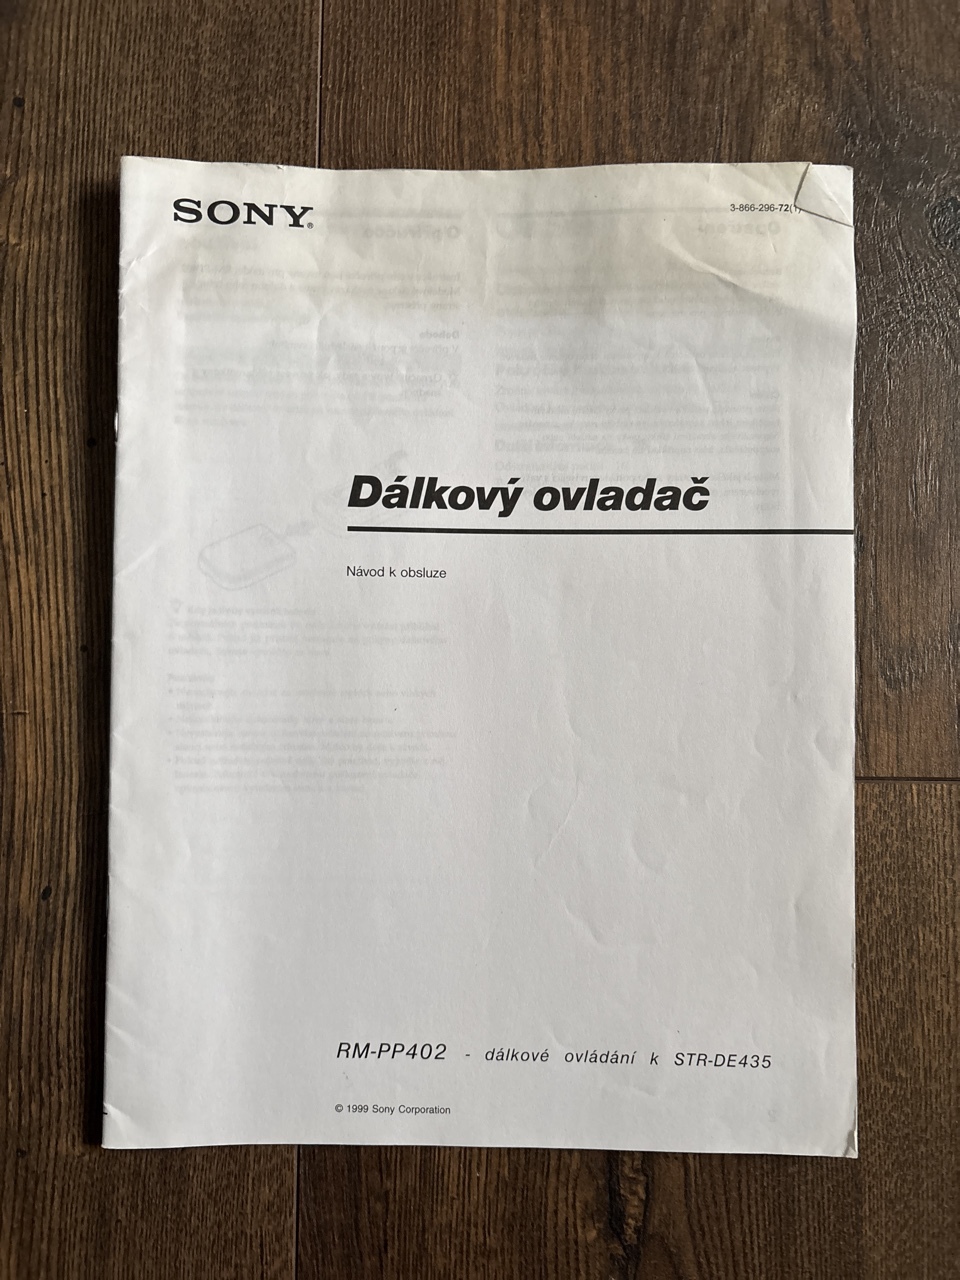 SONY®
3-866-296-72(1)
Dálkový ovladač
Návod k obsluze
RM-PP402 - dálkové ovládání k STR-DE435
© 1999 Sony Corporation